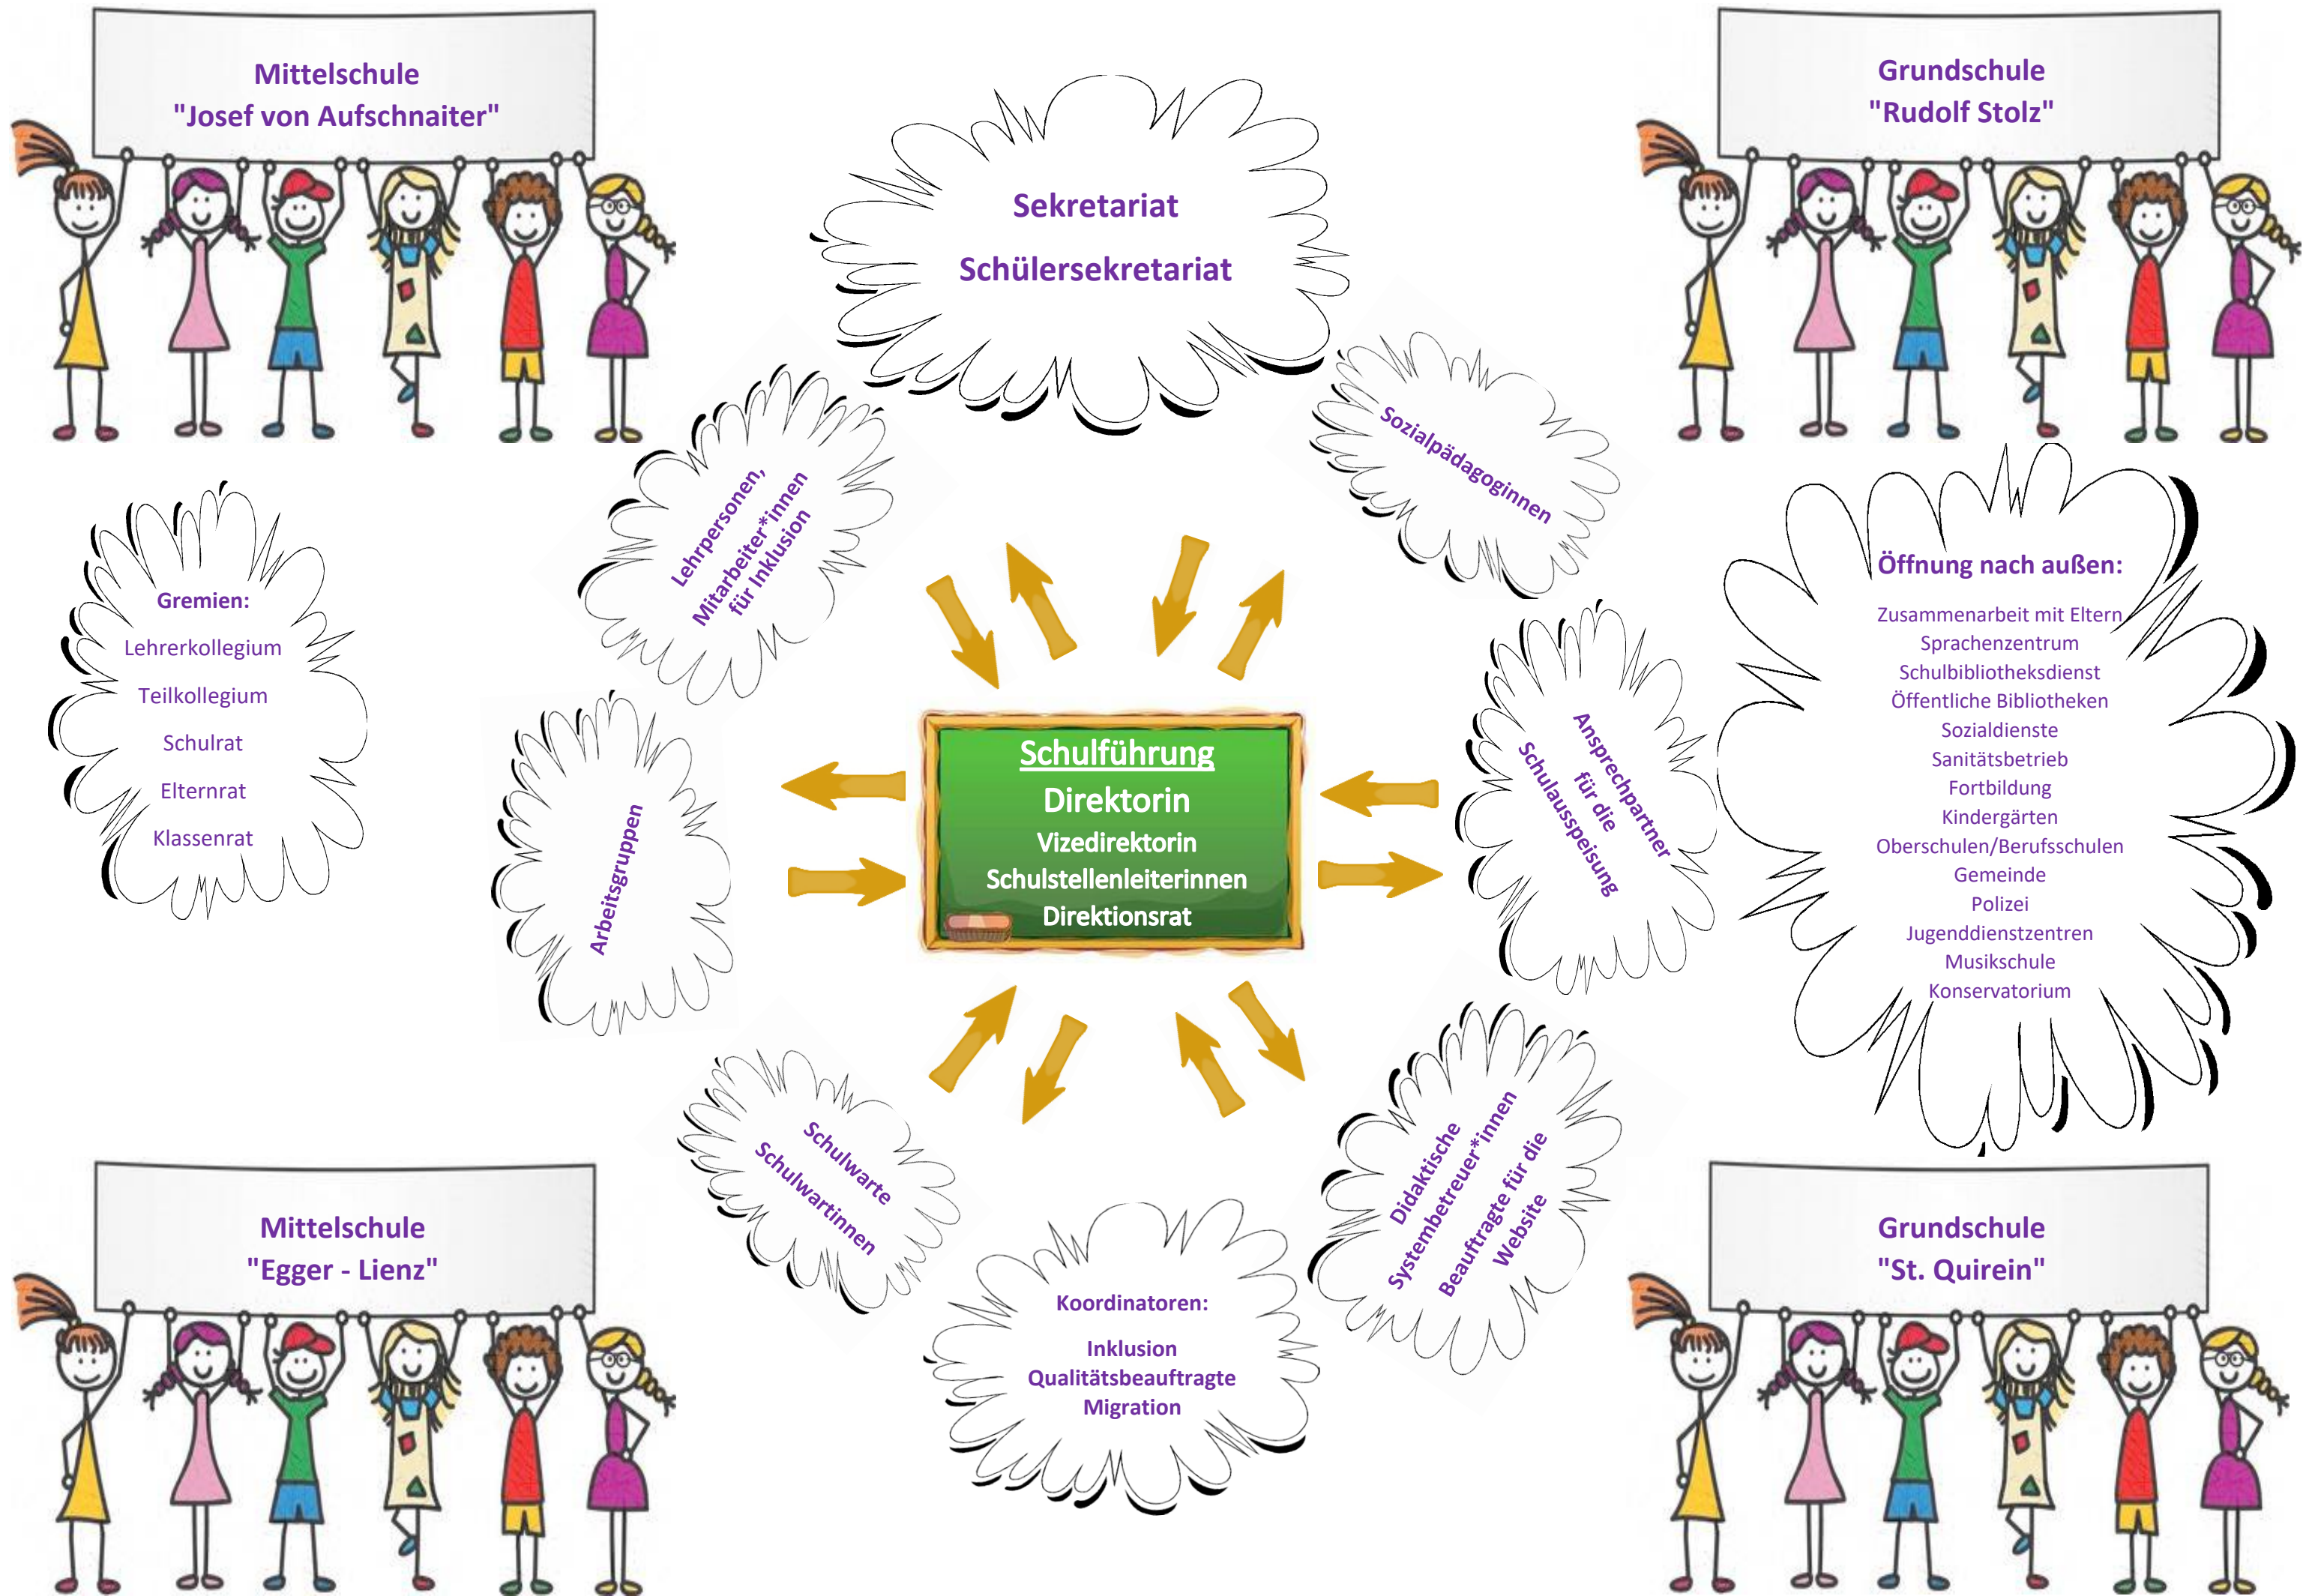 Mittelschule
"Josef von Aufschnaiter"
Grundschule
"Rudolf Stolz"
Sekretariat
Schülersekretariat
Lehrpersonen,
Mitarbeiter*innen
für Inklusion
Sozialpädagoginnen
Gremien:
Lehrerkollegium
Teilkollegium
Schulrat
Elternrat
Klassenrat
Arbeitsgruppen
Schulführung
Direktorin
Vizedirektorin
Schulstellenleiterinnen
Direktionsrat
Ansprechpartner
für die
Schulausspeisung
Öffnung nach außen:
Zusammenarbeit mit Eltern
Sprachenzentrum
Schulbibliotheksdienst
Öffentliche Bibliotheken
Sozialdienste
Sanitätsbetrieb
Fortbildung
Kindergärten
Oberschulen/Berufsschulen
Gemeinde
Polizei
Jugenddienstzentren
Musikschule
Konservatorium
Schulwarte
Schulwartinnen
Koordinatoren:
Inklusion
Qualitätsbeauftragte
Migration
Didaktische
Systembetreuer*innen
Beauftragte für die
Website
Mittelschule
"Egger - Lienz"
Grundschule
"St. Quirein"